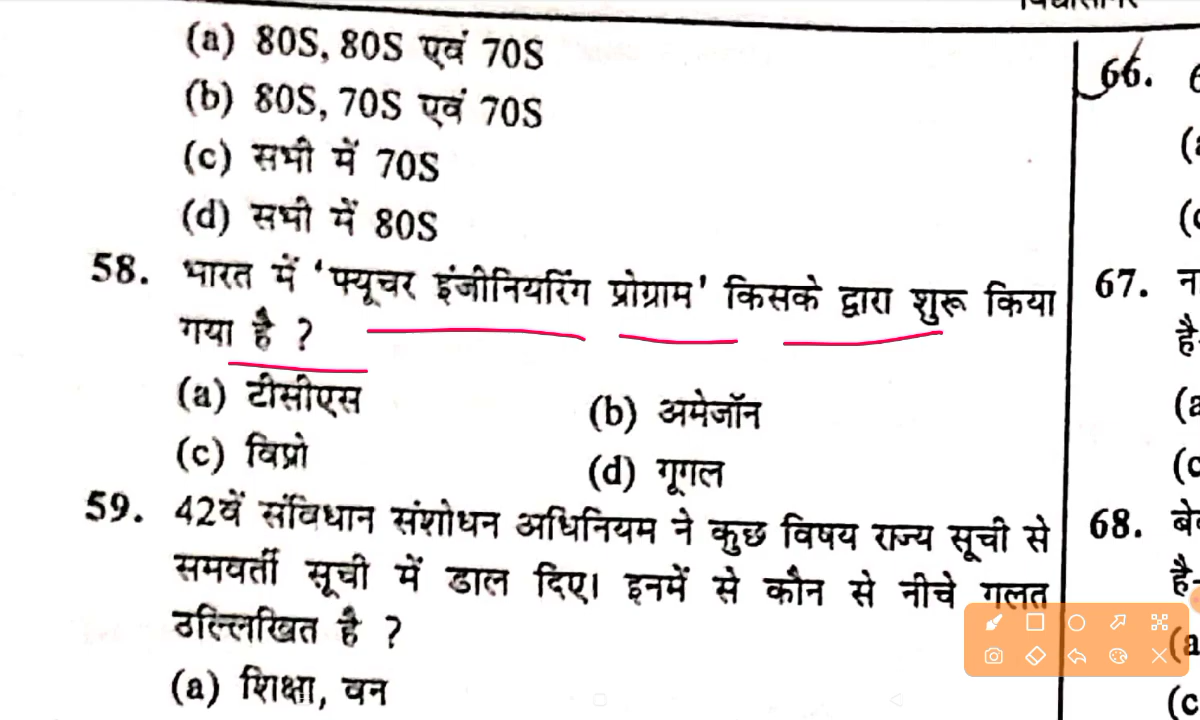 (a) 80S, 80S एवं 70S
(b) 80S, 70S एवं 70S
(c) सभी में 70S
(d) सभी में 80S
58. भारत में 'फ्यूचर इंजीनियरिंग प्रोग्राम' किसके द्वारा शुरू किया
गया है ?
(a) टीसीएस
(b) अमेजॉन
(c) विप्रो
(d) गूगल
59. 42वें संविधान संशोधन अधिनियम ने कुछ विषय राज्य सूची से
समवर्ती सूची में डाल दिए। इनमें से कौन से नीचे गलत
उल्लिखित है ?
(a) शिक्षा, वन
66.
67.
68.